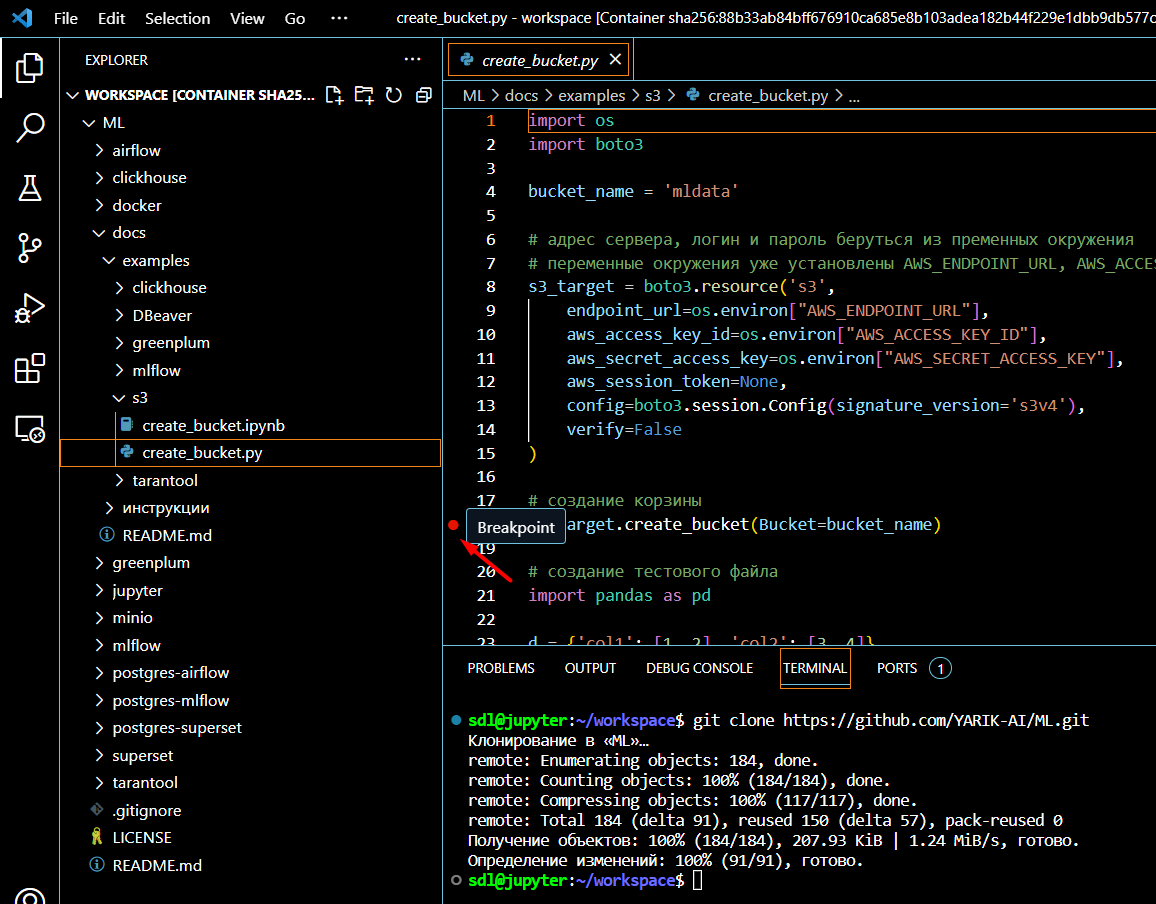 File Edit Selection View Go ··· create_bucket.py - workspace [Container sha256:88b33ab84bff676910ca685e8b103adea182b44f229e1dbb9db577c
EXPLORER ···
WORKSPACE [CONTAINER SHA25...
ML
airflow
clickhouse
docker
docs
examples
clickhouse
DBeaver
greenplum
mlflow
s3
create_bucket.ipynb
create_bucket.py
tarantool
инструкции
README.md
greenplum
jupyter
minio
mlflow
postgres-airflow
postgres-mlflow
postgres-superset
superset
tarantool
.gitignore
LICENSE
README.md
create_bucket.py
ML > docs > examples > s3 > create_bucket.py > ...
1 import os
2 import boto3
3
4 bucket_name = 'mldata'
5
6 # адрес сервера, логин и пароль беруться из пременных окружения
7 # переменные окружения уже установлены AWS_ENDPOINT_URL, AWS_ACCES
8 s3_target = boto3.resource('s3',
9 endpoint_url=os.environ["AWS_ENDPOINT_URL"],
10 aws_access_key_id=os.environ["AWS_ACCESS_KEY_ID"],
11 aws_secret_access_key=os.environ["AWS_SECRET_ACCESS_KEY"],
12 aws_session_token=None,
13 config=boto3.session.Config(signature_version='s3v4'),
14 verify=False
15 )
16
17 # создание корзины
Breakpoint arget.create_bucket(Bucket=bucket_name)
19
20 # создание тестового файла
21 import pandas as pd
22
23 d = {'col1': [1, 2], 'col2': [3, 4]}
PROBLEMS OUTPUT DEBUG CONSOLE TERMINAL PORTS 1
sdl@jupyter:~/workspace$ git clone https://github.com/YARIK-AI/ML.git
Клонирование в «ML»…
remote: Enumerating objects: 184, done.
remote: Counting objects: 100% (184/184), done.
remote: Compressing objects: 100% (117/117), done.
remote: Total 184 (delta 91), reused 150 (delta 57), pack-reused 0
Получение объектов: 100% (184/184), 207.93 KiB | 1.24 MiB/s, готово.
Определение изменений: 100% (91/91), готово.
sdl@jupyter:~/workspace$